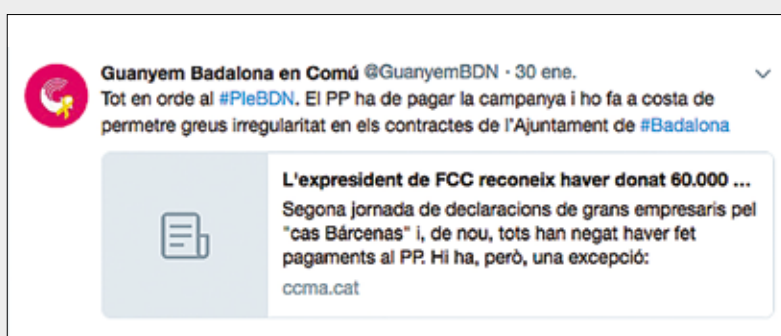 Guanyem Badalona en Comú @GuanyemBDN · 30 ene.
Tot en orde al #PleBDN. El PP ha de pagar la campanya i ho fa a costa de
permetre greus irregularitat en els contractes de l'Ajuntament de #Badalona
L'expresident de FCC reconeix haver donat 60.000 ...
Segona jornada de declaracions de grans empresaris pel
"cas Bárcenas" i, de nou, tots han negat haver fet
pagaments al PP. Hi ha, però, una excepció:
ccma.cat